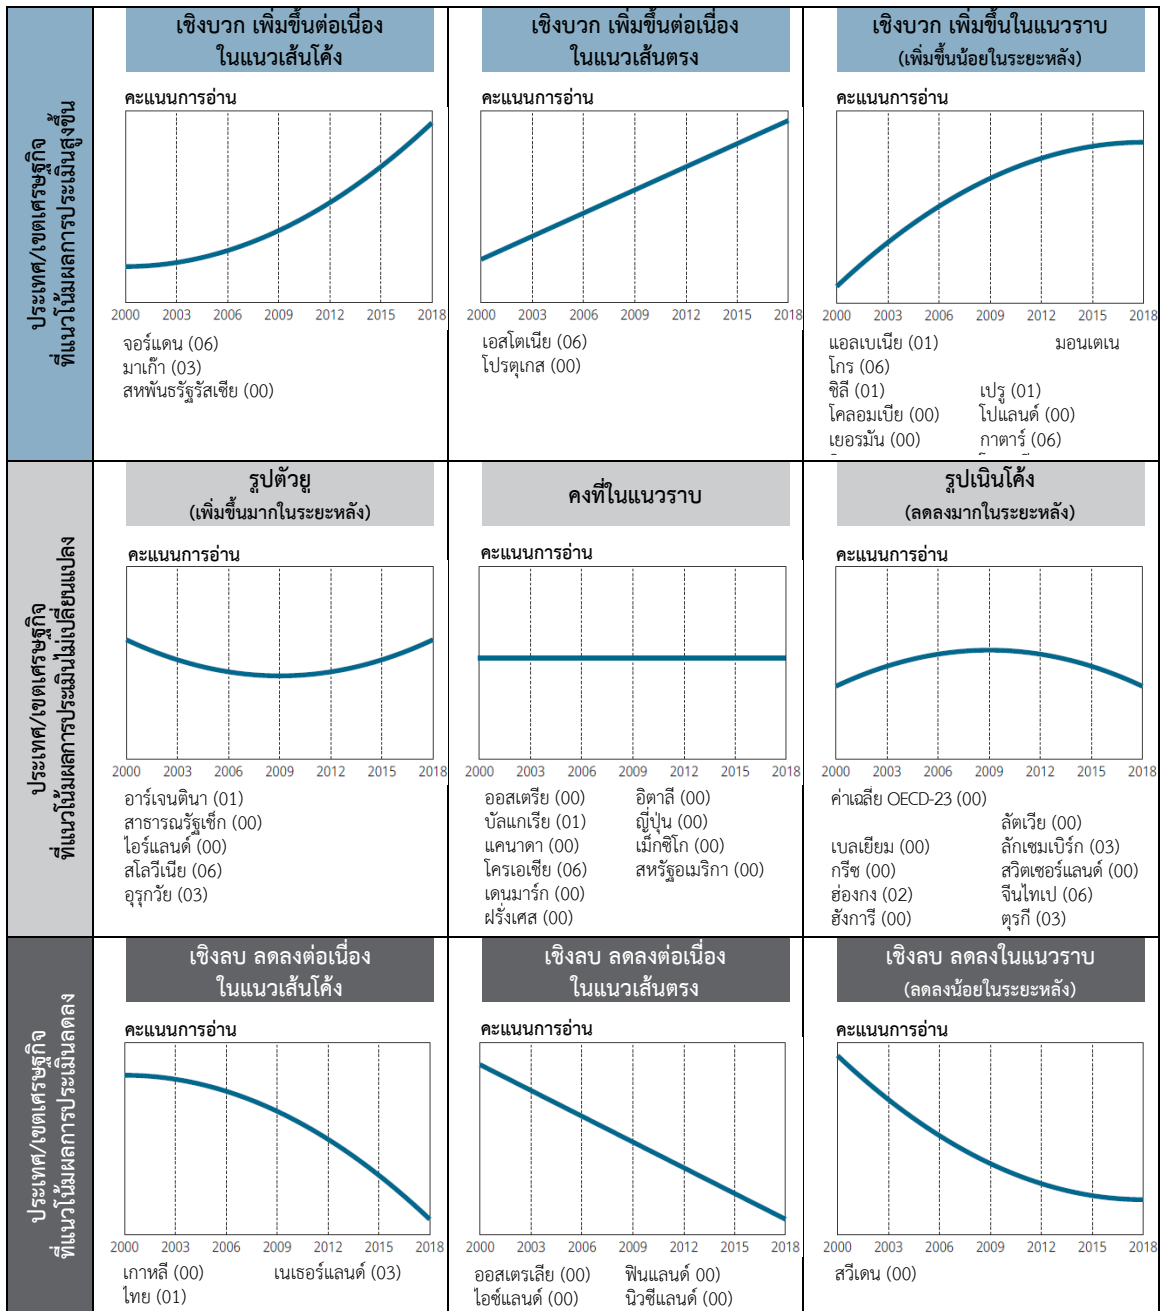 ประเทศ/เขตเศรษฐกิจ
ที่แนวโน้มผลการประเมินสูงขึ้น
เชิงบวก เพิ่มขึ้นต่อเนื่อง
ในแนวเส้นโค้ง
คะแนนการอ่าน
2000 2003 2006 2009 2012 2015 2018
จอร์แดน (06)
มาเก๊า (03)
สหพันธรัฐรัสเซีย (00)
เชิงบวก เพิ่มขึ้นต่อเนื่อง
ในแนวเส้นตรง
คะแนนการอ่าน
2000 2003 2006 2009 2012 2015 2018
เอสโตเนีย (06)
โปรตุเกส (00)
เชิงบวก เพิ่มขึ้นในแนวราบ
(เพิ่มขึ้นน้อยในระยะหลัง)
คะแนนการอ่าน
2000 2003 2006 2009 2012 2015 2018
แอลเบเนีย (01) มอนเตเน
โกร (06)
ชิลี (01) เปรู (01)
โคลอมเบีย (00) โปแลนด์ (00)
เยอรมัน (00) กาตาร์ (06)
ประเทศ/เขตเศรษฐกิจ
ที่แนวโน้มผลการประเมินไม่เปลี่ยนแปลง
รูปตัวยู
(เพิ่มขึ้นมากในระยะหลัง)
คะแนนการอ่าน
2000 2003 2006 2009 2012 2015 2018
อาร์เจนตินา (01)
สาธารณรัฐเช็ก (00)
ไอร์แลนด์ (00)
สโลวีเนีย (06)
อุรุกวัย (03)
คงที่ในแนวราบ
คะแนนการอ่าน
2000 2003 2006 2009 2012 2015 2018
ออสเตรีย (00) อิตาลี (00)
บัลแกเรีย (01) ญี่ปุ่น (00)
แคนาดา (00) เม็กซิโก (00)
โครเอเชีย (06) สหรัฐอเมริกา (00)
เดนมาร์ก (00)
ฝรั่งเศส (00)
รูปเนินโค้ง
(ลดลงมากในระยะหลัง)
คะแนนการอ่าน
2000 2003 2006 2009 2012 2015 2018
ค่าเฉลี่ย OECD-23 (00)
ลัตเวีย (00)
เบลเยียม (00) ลักเซมเบิร์ก (03)
กรีซ (00) สวิตเซอร์แลนด์ (00)
ฮ่องกง (02) จีนไทเป (06)
ฮังการี (00) ตุรกี (03)
ประเทศ/เขตเศรษฐกิจ
ที่แนวโน้มผลการประเมินลดลง
เชิงลบ ลดลงต่อเนื่อง
ในแนวเส้นโค้ง
คะแนนการอ่าน
2000 2003 2006 2009 2012 2015 2018
เกาหลี (00) เนเธอร์แลนด์ (03)
ไทย (01)
เชิงลบ ลดลงต่อเนื่อง
ในแนวเส้นตรง
คะแนนการอ่าน
2000 2003 2006 2009 2012 2015 2018
ออสเตรเลีย (00) ฟินแลนด์ 00)
ไอซ์แลนด์ (00) นิวซีแลนด์ (00)
เชิงลบ ลดลงในแนวราบ
(ลดลงน้อยในระยะหลัง)
คะแนนการอ่าน
2000 2003 2006 2009 2012 2015 2018
สวีเดน (00)